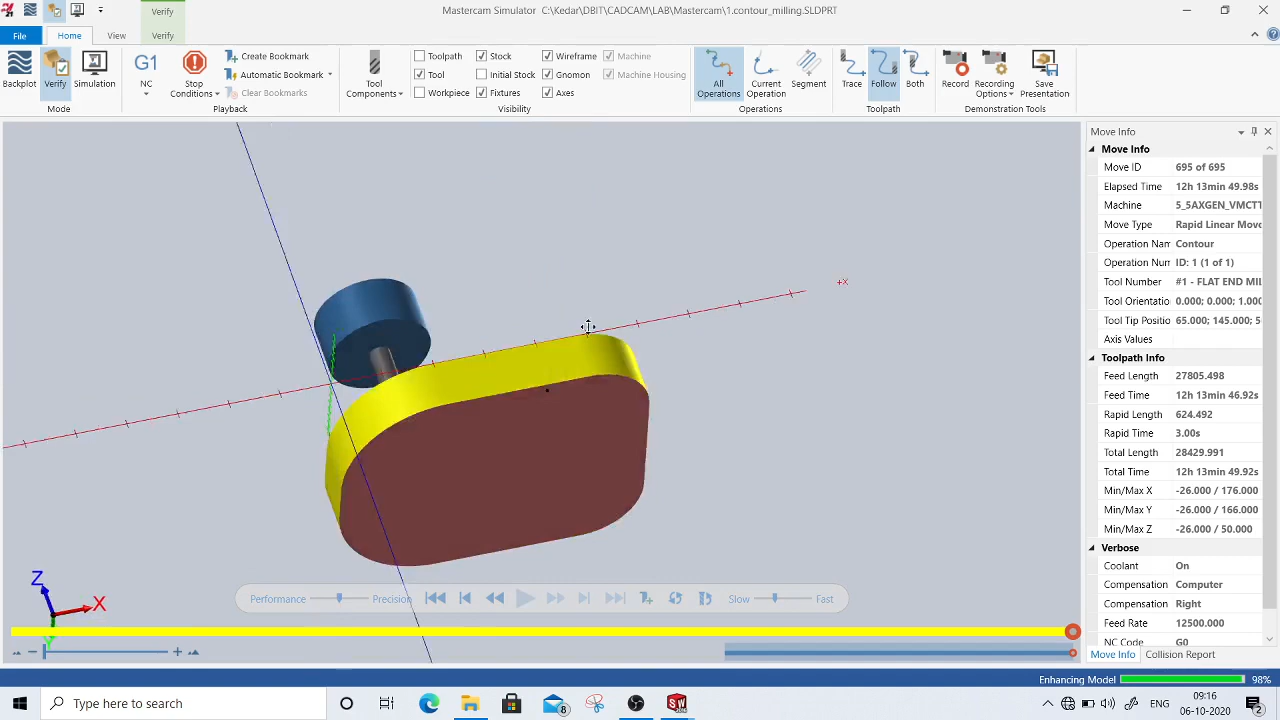 Mastercam Simulator C:\Kedar\DBIT\CADCAM\LAB\Mastercam\1.contour_milling.SLDPRT
Verify
File Home View Verify
Backplot
Verify
Simulation
Mode
G1
NC
Stop Conditions
Create Bookmark
Automatic Bookmark
Clear Bookmarks
Playback
Tool Components
Toolpath
Tool
Workpiece
Stock
Initial Stock
Fixtures
Wireframe
Gnomon
Axes
Machine
Machine Housing
Visibility
All Operations
Current Operation
Segment
Operations
Trace
Follow
Both
Toolpath
Record
Recording Options
Save Presentation
Demonstration Tools
+X
Z
X
Y
Performance
Precision
Slow
Fast
Move Info
Move Info
Move ID 695 of 695
Elapsed Time 12h 13min 49.98s
Machine 5_5AXGEN_VMCTT
Move Type Rapid Linear Move
Operation Nam Contour
Operation Num ID: 1 (1 of 1)
Tool Number #1 - FLAT END MIL
Tool Orientatio 0.000; 0.000; 1.000
Tool Tip Positio 65.000; 145.000; 5
Axis Values
Toolpath Info
Feed Length 27805.498
Feed Time 12h 13min 46.92s
Rapid Length 624.492
Rapid Time 3.00s
Total Length 28429.991
Total Time 12h 13min 49.92s
Min/Max X -26.000 / 176.000
Min/Max Y -26.000 / 166.000
Min/Max Z -26.000 / 50.000
Verbose
Coolant On
Compensation Computer
Compensation Right
Feed Rate 12500.000
NC Code G0
Move Info Collision Report
Enhancing Model 98%
Type here to search
8
ENG
09:16
06-10-2020
2